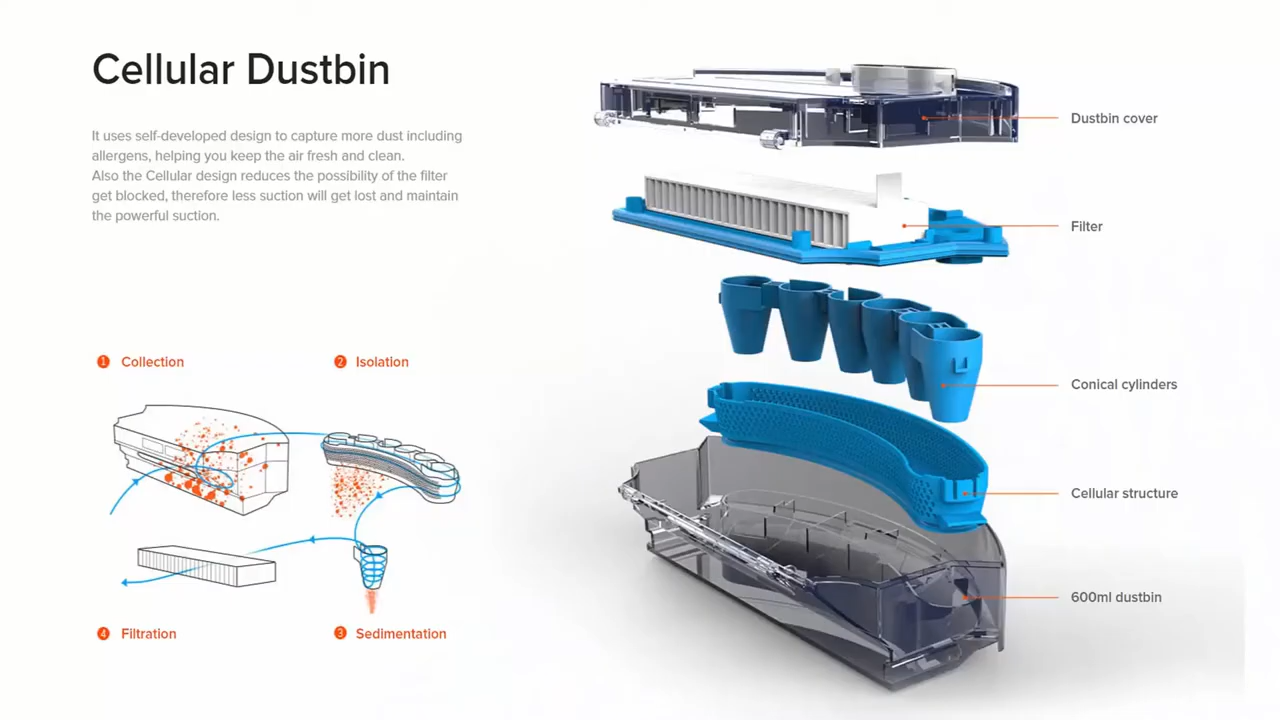 Cellular Dustbin
It uses self-developed design to capture more dust including
allergens, helping you keep the air fresh and clean.
Also the Cellular design reduces the possibility of the filter
get blocked, therefore less suction will get lost and maintain
the powerful suction.
1 Collection
2 Isolation
4 Filtration
3 Sedimentation
Dustbin cover
Filter
Conical cylinders
Cellular structure
600ml dustbin